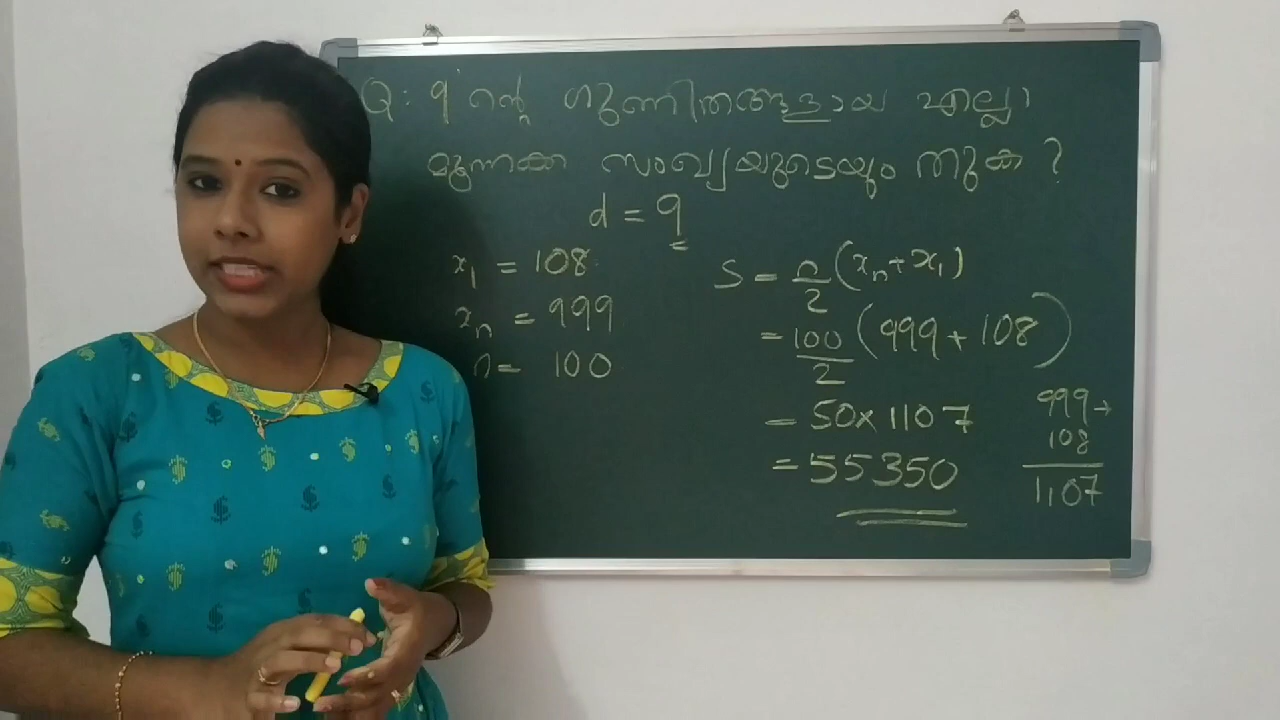 Q: 9 ന്റെ ഗുണിതങ്ങളായ എല്ലാ
മൂന്നക്ക സംഖ്യയുടെയും തുക ?
d = 9
x₁ = 108
xₙ = 999
n = 100
S = n/2 (xₙ + x₁)
= 100/2 (999 + 108)
= 50 x 1107
= 55350
999 +
108
1107